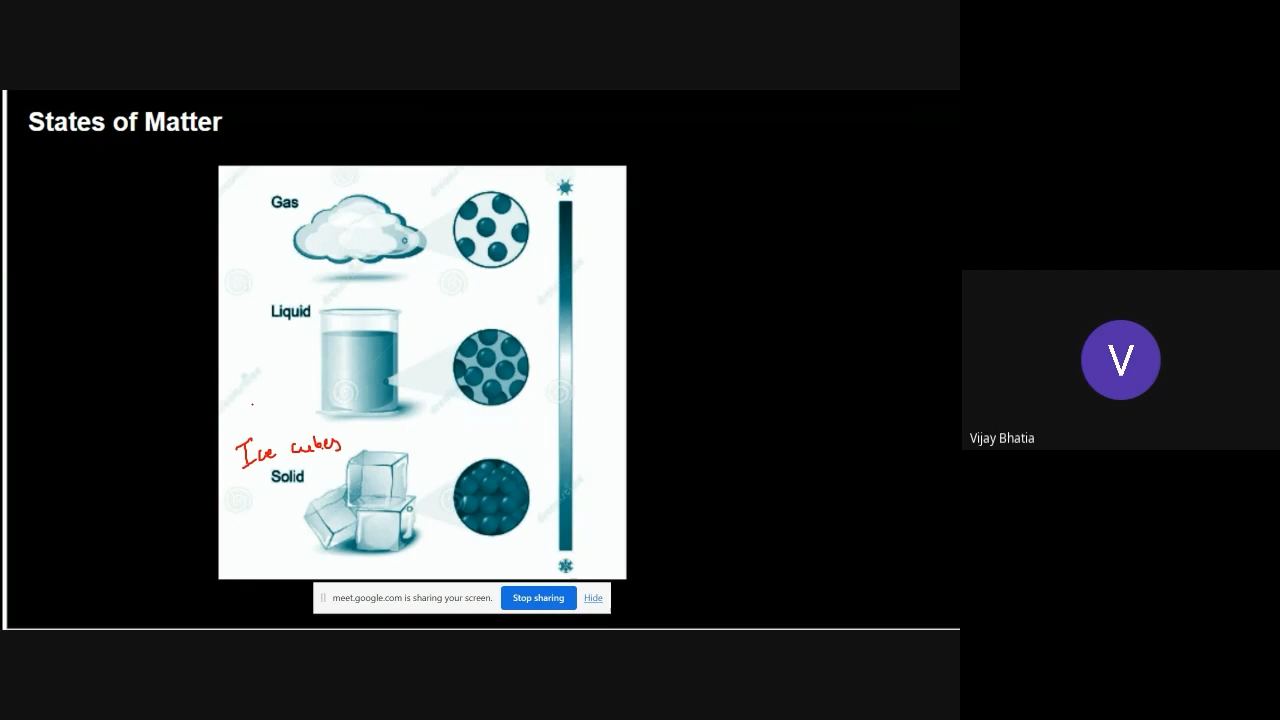 States of Matter
Gas
Liquid
Ice cubes
Solid
meet.google.com is sharing your screen. Stop sharing Hide
V
Vijay Bhatia